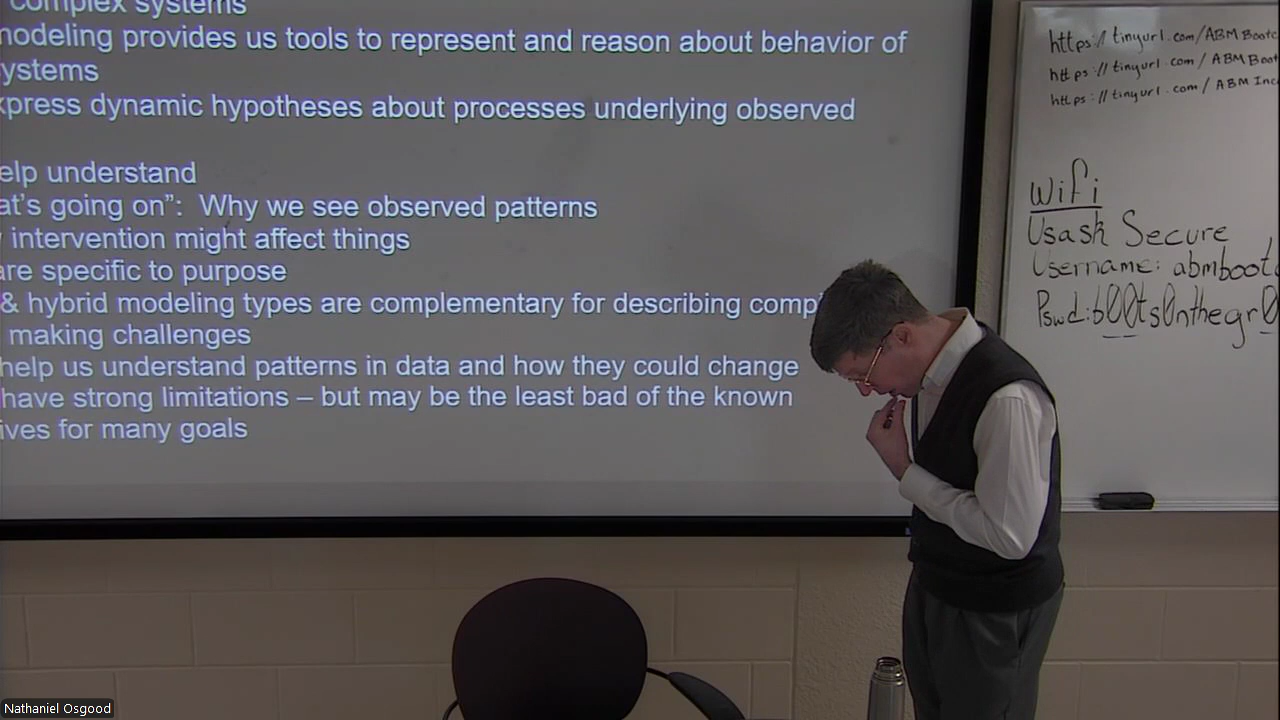 complex systems
modeling provides us tools to represent and reason about behavior of
ystems
xpress dynamic hypotheses about processes underlying observed
elp understand
at's going on": Why we see observed patterns
intervention might affect things
are specific to purpose
& hybrid modeling types are complementary for describing comp
making challenges
help us understand patterns in data and how they could change
have strong limitations – but may be the least bad of the known
ives for many goals
https://tinyurl.com/ABMBootc
https://tinyurl.com/ABMBoot
https://tinyurl.com/ABMInc
Wifi
Usask Secure
Username: abmbootc
Pswd:b00ts0nthegr0
Nathaniel Osgood